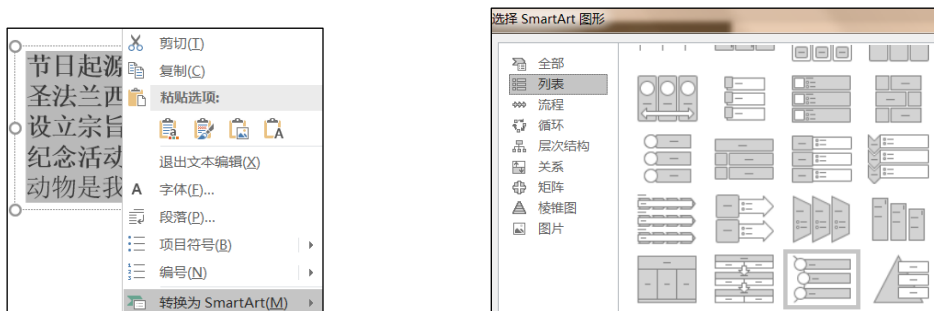 节日起源
圣法兰西
设立宗旨
纪念活动
动物是我
剪切(T)
复制(C)
粘贴选项:
退出文本编辑(X)
A 字体(F)...
段落(P)...
项目符号(B)
编号(N)
转换为 SmartArt(M)
选择 SmartArt 图形
全部
列表
流程
循环
层次结构
关系
矩阵
棱锥图
图片